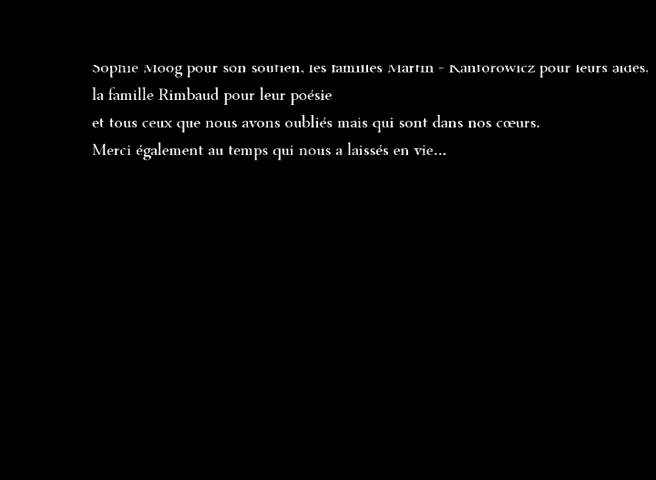 Sophie Moog pour son soutien, les familles Martin - Kantorowicz pour leurs aides,
la famille Rimbaud pour leur poésie
et tous ceux que nous avons oubliés mais qui sont dans nos cœurs.
Merci également au temps qui nous a laissés en vie...